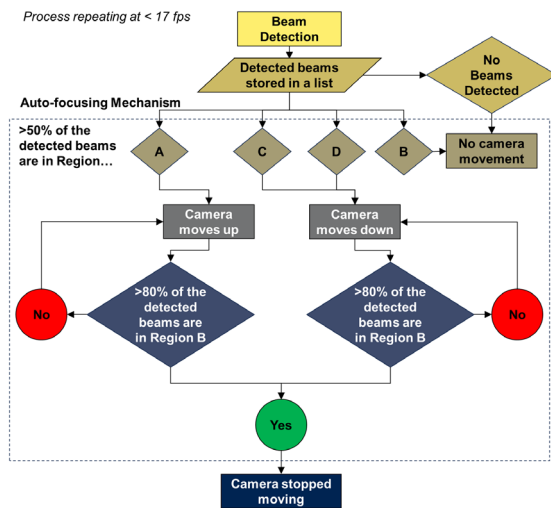 Process repeating at < 17 fps
Beam
Detection
Detected beams
stored in a list
No
Beams
Detected
Auto-focusing Mechanism
>50% of the
detected beams
are in Region...
A
C
D
B
No camera
movement
Camera
moves up
Camera
moves down
>80% of the
detected
beams are
in Region B
>80% of the
detected
beams are
in Region B
No
No
Yes
Camera stopped
moving